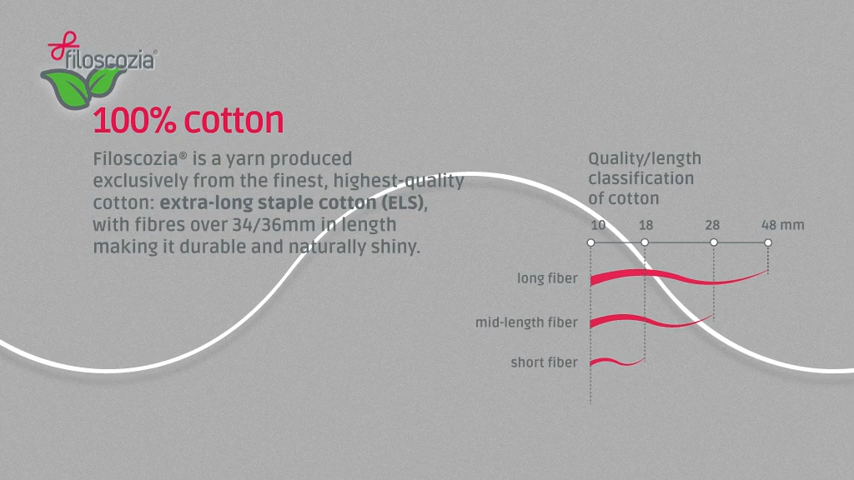 filoscozia®
100% cotton
Filoscozia® is a yarn produced
exclusively from the finest, highest-quality
cotton: extra-long staple cotton (ELS),
with fibres over 34/36mm in length
making it durable and naturally shiny.
Quality/length
classification
of cotton
10 18 28 48 mm
long fiber
mid-length fiber
short fiber